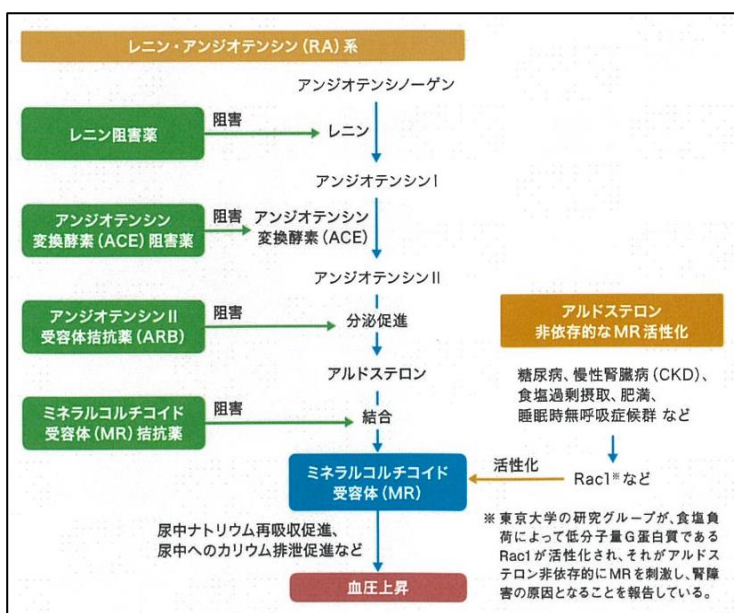 レニン・アンジオテンシン(RA)系
アンジオテンシノーゲン
レニン阻害薬
阻害
レニン
アンジオテンシンI
アンジオテンシン
変換酵素(ACE)阻害薬
阻害
アンジオテンシン
変換酵素(ACE)
アンジオテンシンII
アンジオテンシンII
受容体拮抗薬(ARB)
阻害
分泌促進
アルドステロン
ミネラルコルチコイド
受容体(MR)拮抗薬
阻害
結合
ミネラルコルチコイド
受容体(MR)
尿中ナトリウム再吸収促進、
尿中へのカリウム排泄促進など
血圧上昇
アルドステロン
非依存的なMR活性化
糖尿病、慢性腎臓病(CKD)、
食塩過剰摂取、肥満、
睡眠時無呼吸症候群 など
活性化
Rac1※など
※東京大学の研究グループが、食塩負
荷によって低分子量G蛋白質である
Rac1が活性化され、それがアルドス
テロン非依存的にMRを刺激し、腎障
害の原因となることを報告している。